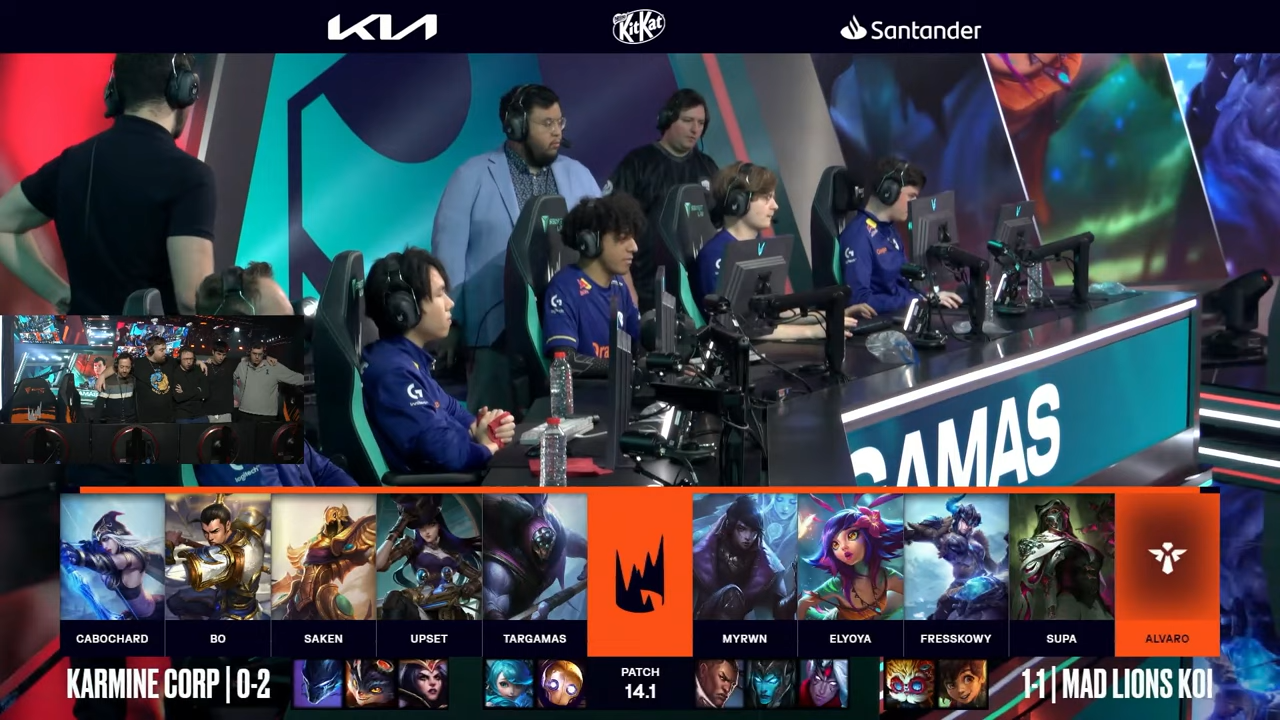 KIA
Nestlé KitKat
Santander
GAMAS
CABOCHARD
BO
SAKEN
UPSET
TARGAMAS
MYRWN
ELYOYA
FRESSKOWY
SUPA
ALVARO
KARMINE CORP | 0-2
PATCH
14.1
1-1 | MAD LIONS KOI